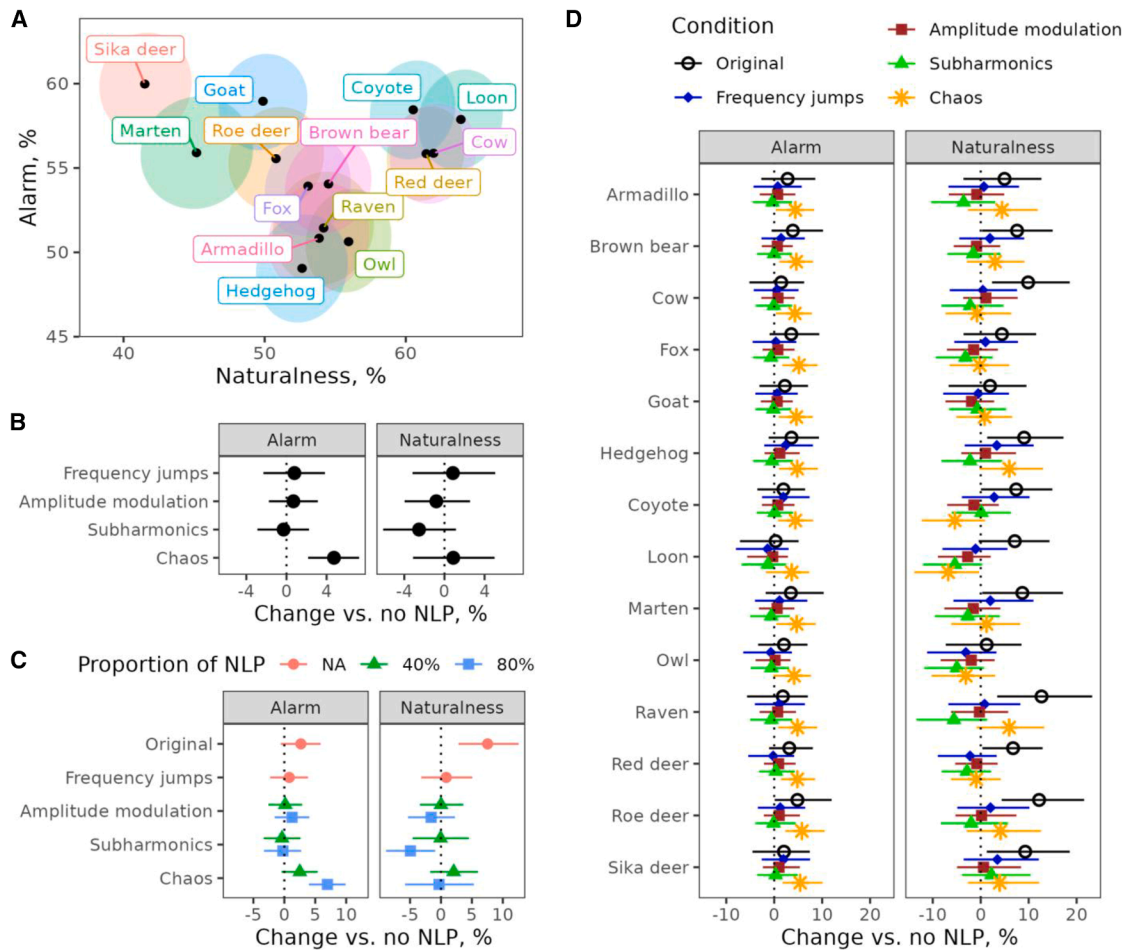 A
Alarm, %
60
55
50
45
Sika deer
Goat
Coyote
Loon
Marten
Roe deer
Brown bear
Cow
Red deer
Fox
Raven
Armadillo
Owl
Hedgehog
40 50 60
Naturalness, %
B
Alarm Naturalness
Frequency jumps
Amplitude modulation
Subharmonics
Chaos
-4 0 4 -4 0 4
Change vs. no NLP, %
C
Proportion of NLP NA 40% 80%
Alarm Naturalness
Original
Frequency jumps
Amplitude modulation
Subharmonics
Chaos
-5 0 5 10 -5 0 5 10
Change vs. no NLP, %
D
Condition
Original
Frequency jumps
Amplitude modulation
Subharmonics
Chaos
Alarm Naturalness
Armadillo
Brown bear
Cow
Fox
Goat
Hedgehog
Coyote
Loon
Marten
Owl
Raven
Red deer
Roe deer
Sika deer
-10 0 10 20 -10 0 10 20
Change vs. no NLP, %